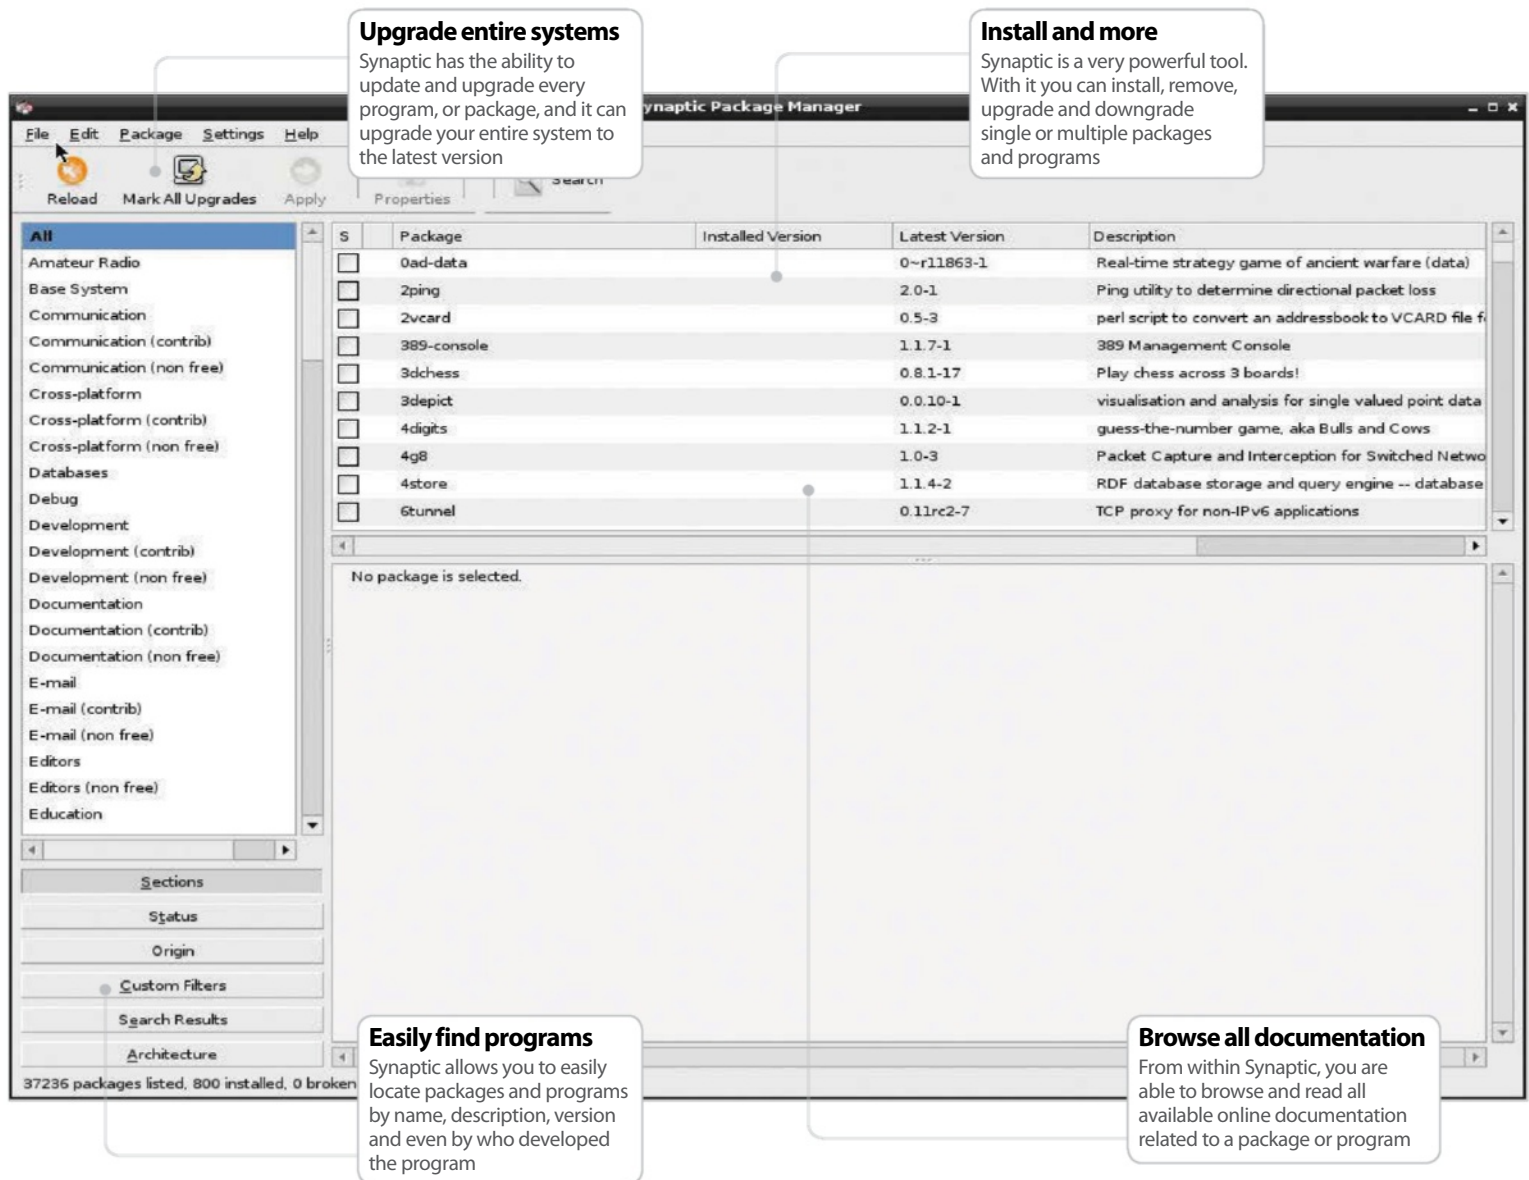 Upgrade entire systems
Synaptic has the ability to
update and upgrade every
program, or package, and it can
upgrade your entire system to
the latest version
Install and more
Synaptic is a very powerful tool.
With it you can install, remove,
upgrade and downgrade
single or multiple packages
and programs
ynaptic Package Manager
File Edit Package Settings Help
Reload Mark All Upgrades Apply Properties Search
All
Amateur Radio
Base System
Communication
Communication (contrib)
Communication (non free)
Cross-platform
Cross-platform (contrib)
Cross-platform (non free)
Databases
Debug
Development
Development (contrib)
Development (non free)
Documentation
Documentation (contrib)
Documentation (non free)
E-mail
E-mail (contrib)
E-mail (non free)
Editors
Editors (non free)
Education
Sections
Status
Origin
Custom Filters
Search Results
Architecture
S Package Installed Version Latest Version Description
0ad-data 0~r11863-1 Real-time strategy game of ancient warfare (data)
2ping 2.0-1 Ping utility to determine directional packet loss
2vcard 0.5-3 perl script to convert an addressbook to VCARD file f
389-console 1.1.7-1 389 Management Console
3dchess 0.8.1-17 Play chess across 3 boards!
3depict 0.0.10-1 visualisation and analysis for single valued point data
4digits 1.1.2-1 guess-the-number game, aka Bulls and Cows
4g8 1.0-3 Packet Capture and Interception for Switched Netwo
4store 1.1.4-2 RDF database storage and query engine -- database
6tunnel 0.11rc2-7 TCP proxy for non-IPv6 applications
No package is selected.
37236 packages listed, 800 installed, 0 broken
Easily find programs
Synaptic allows you to easily
locate packages and programs
by name, description, version
and even by who developed
the program
Browse all documentation
From within Synaptic, you are
able to browse and read all
available online documentation
related to a package or program